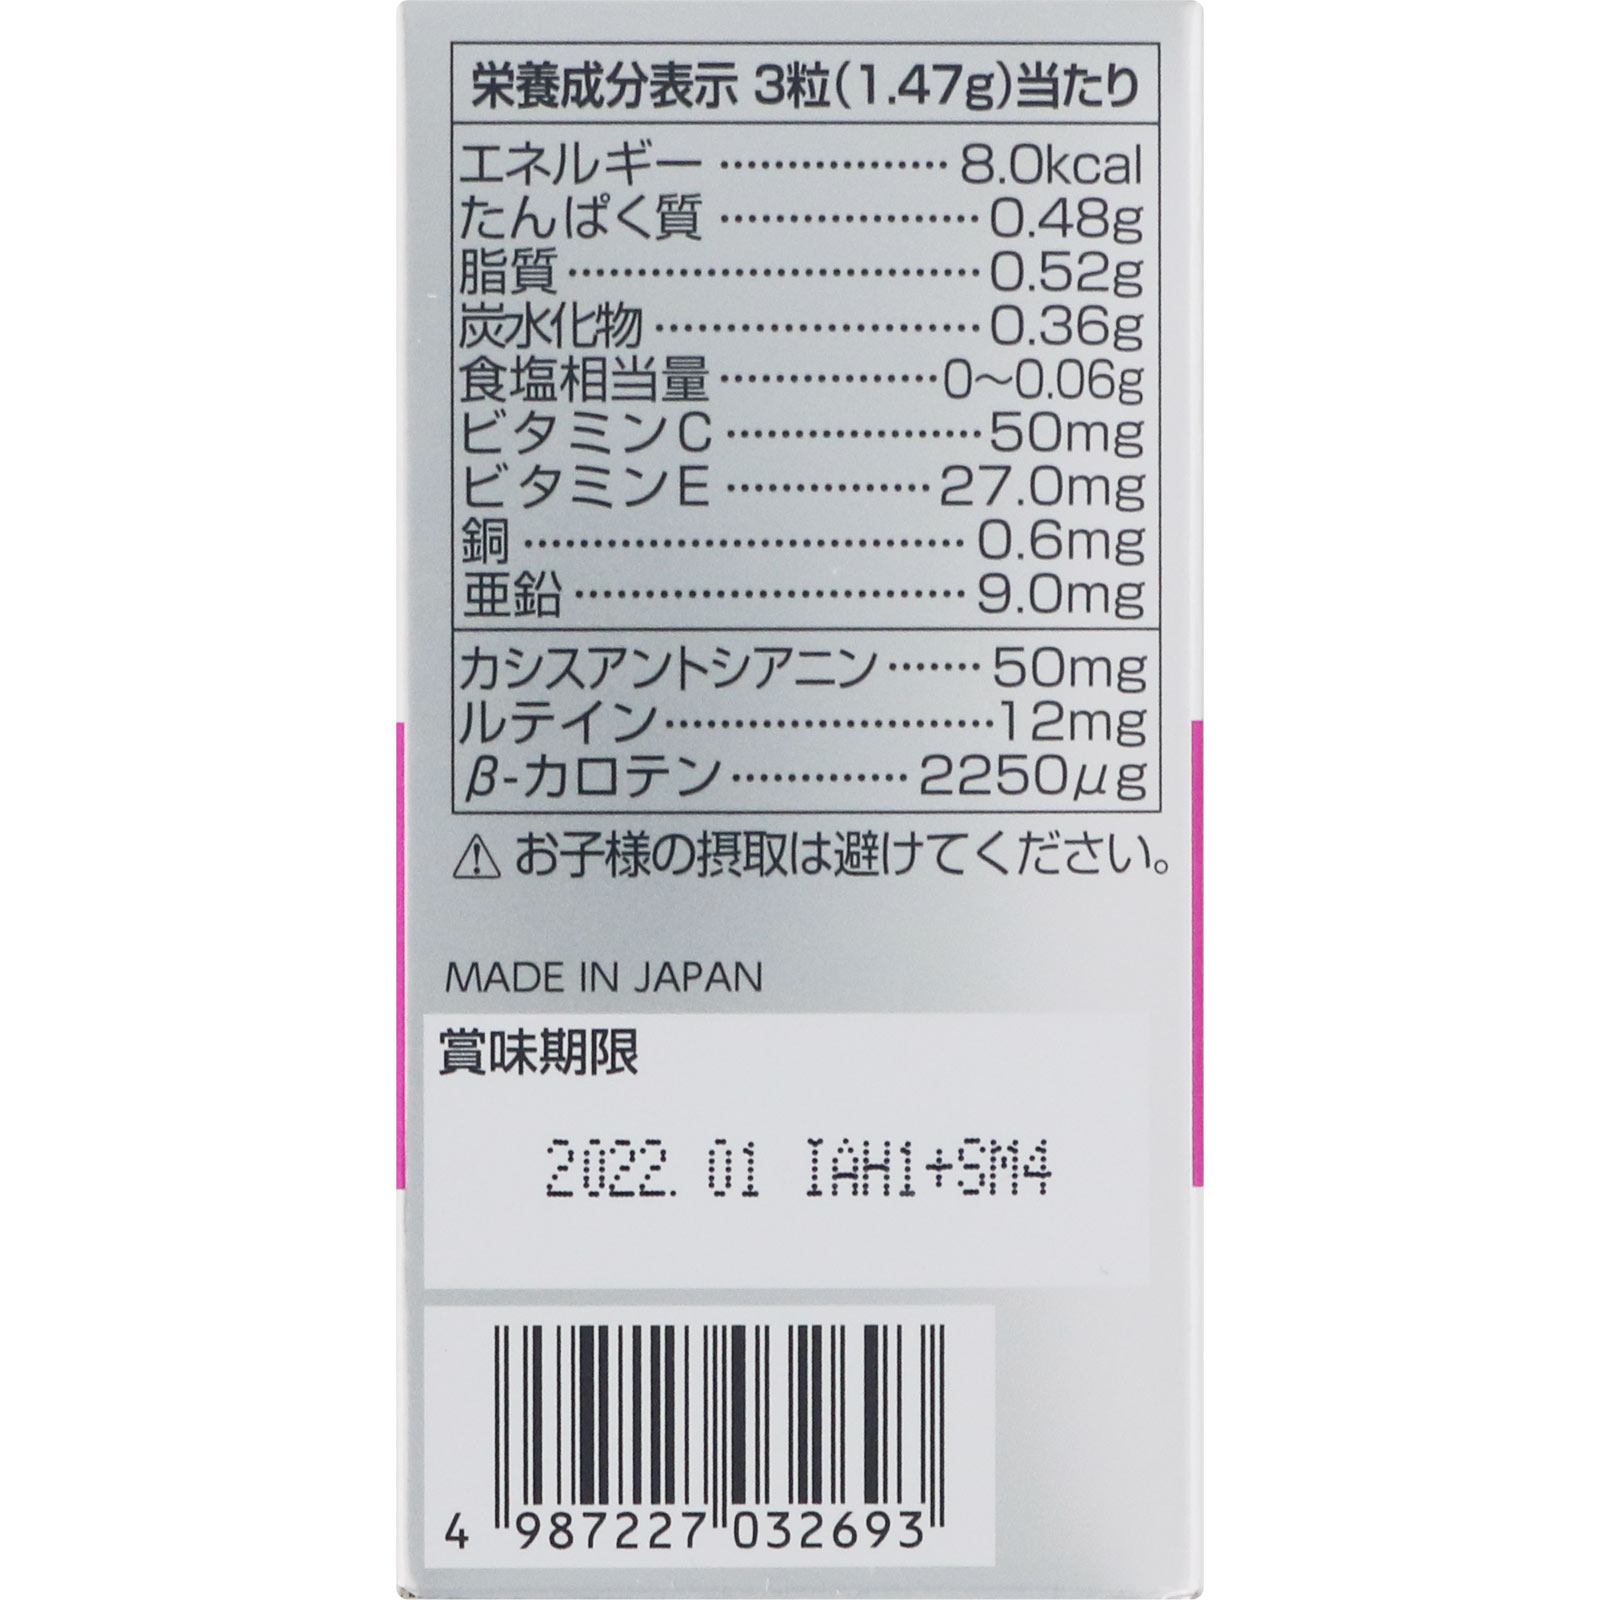 栄養成分表示 3粒(1.47g)当たり
エネルギー ……………… 8.0kcal
たんぱく質 ………………… 0.48g
脂質 …………………………… 0.52g
炭水化物 ……………………… 0.36g
食塩相当量 ……………… 0〜0.06g
ビタミンC ………………… 50mg
ビタミンE …………… 27.0mg
銅 ……………………………… 0.6mg
亜鉛 ………………………… 9.0mg
カシスアントシアニン ……. 50mg
ルテイン …………………… 12mg
β-カロテン ………….. 2250μg
⚠ お子様の摂取は避けてください。
MADE IN JAPAN
賞味期限
2022. 01 IAH1+SM4
4 987227 032693